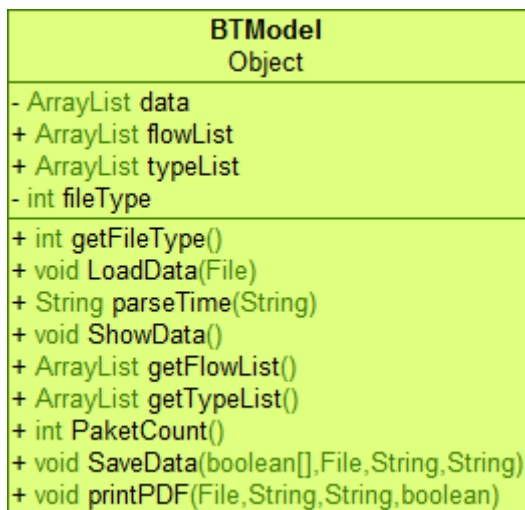 BTModel
Object
- ArrayList data
+ ArrayList flowList
+ ArrayList typeList
- int fileType
+ int getFileType()
+ void LoadData(File)
+ String parseTime(String)
+ void ShowData()
+ ArrayList getFlowList()
+ ArrayList getTypeList()
+ int PaketCount()
+ void SaveData(boolean[],File,String,String)
+ void printPDF(File,String,String,boolean)